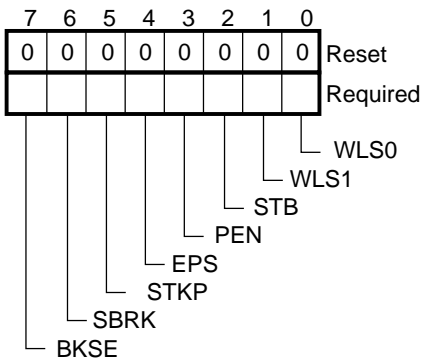 7 6 5 4 3 2 1 0
0 0 0 0 0 0 0 0 Reset
Required
WLS0
WLS1
STB
PEN
EPS
STKP
SBRK
BKSE